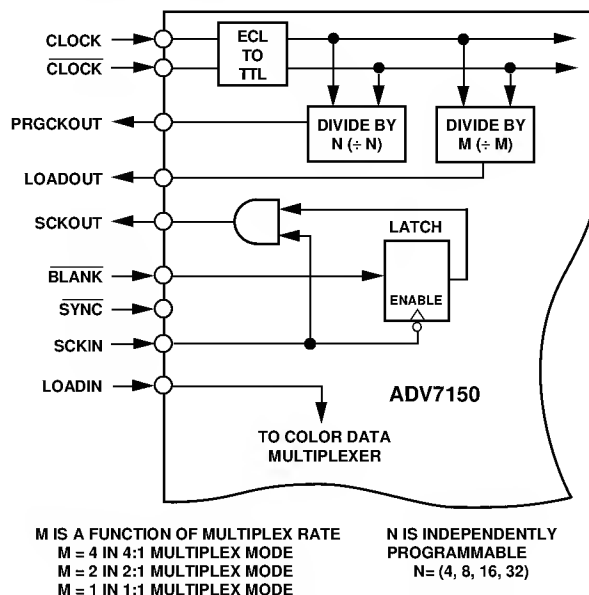 CLOCK
CLOCK
ECL
TO
TTL
PRGCKOUT
DIVIDE BY
N (÷ N)
DIVIDE BY
M (÷ M)
LOADOUT
SCKOUT
LATCH
BLANK
ENABLE
SYNC
SCKIN
LOADIN
ADV7150
TO COLOR DATA
MULTIPLEXER
M IS A FUNCTION OF MULTIPLEX RATE
M = 4 IN 4:1 MULTIPLEX MODE
M = 2 IN 2:1 MULTIPLEX MODE
M = 1 IN 1:1 MULTIPLEX MODE
N IS INDEPENDENTLY
PROGRAMMABLE
N= (4, 8, 16, 32)